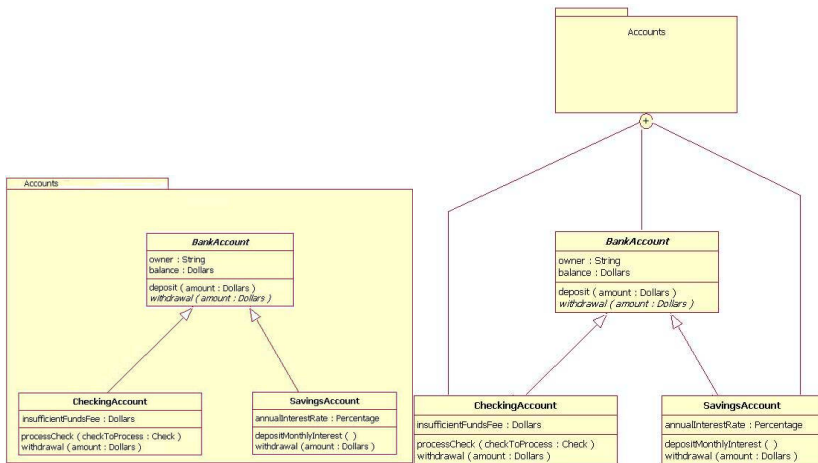 Accounts
BankAccount
owner : String
balance : Dollars
deposit ( amount : Dollars )
withdrawal ( amount : Dollars )
CheckingAccount
insufficientFundsFee : Dollars
processCheck ( checkToProcess : Check )
withdrawal ( amount : Dollars )
SavingsAccount
annualInterestRate : Percentage
depositMonthlyInterest ( )
withdrawal ( amount : Dollars )
Accounts
+
BankAccount
owner : String
balance : Dollars
deposit ( amount : Dollars )
withdrawal ( amount : Dollars )
CheckingAccount
insufficientFundsFee : Dollars
processCheck ( checkToProcess : Check )
withdrawal ( amount : Dollars )
SavingsAccount
annualInterestRate : Percentage
depositMonthlyInterest ( )
withdrawal ( amount : Dollars )